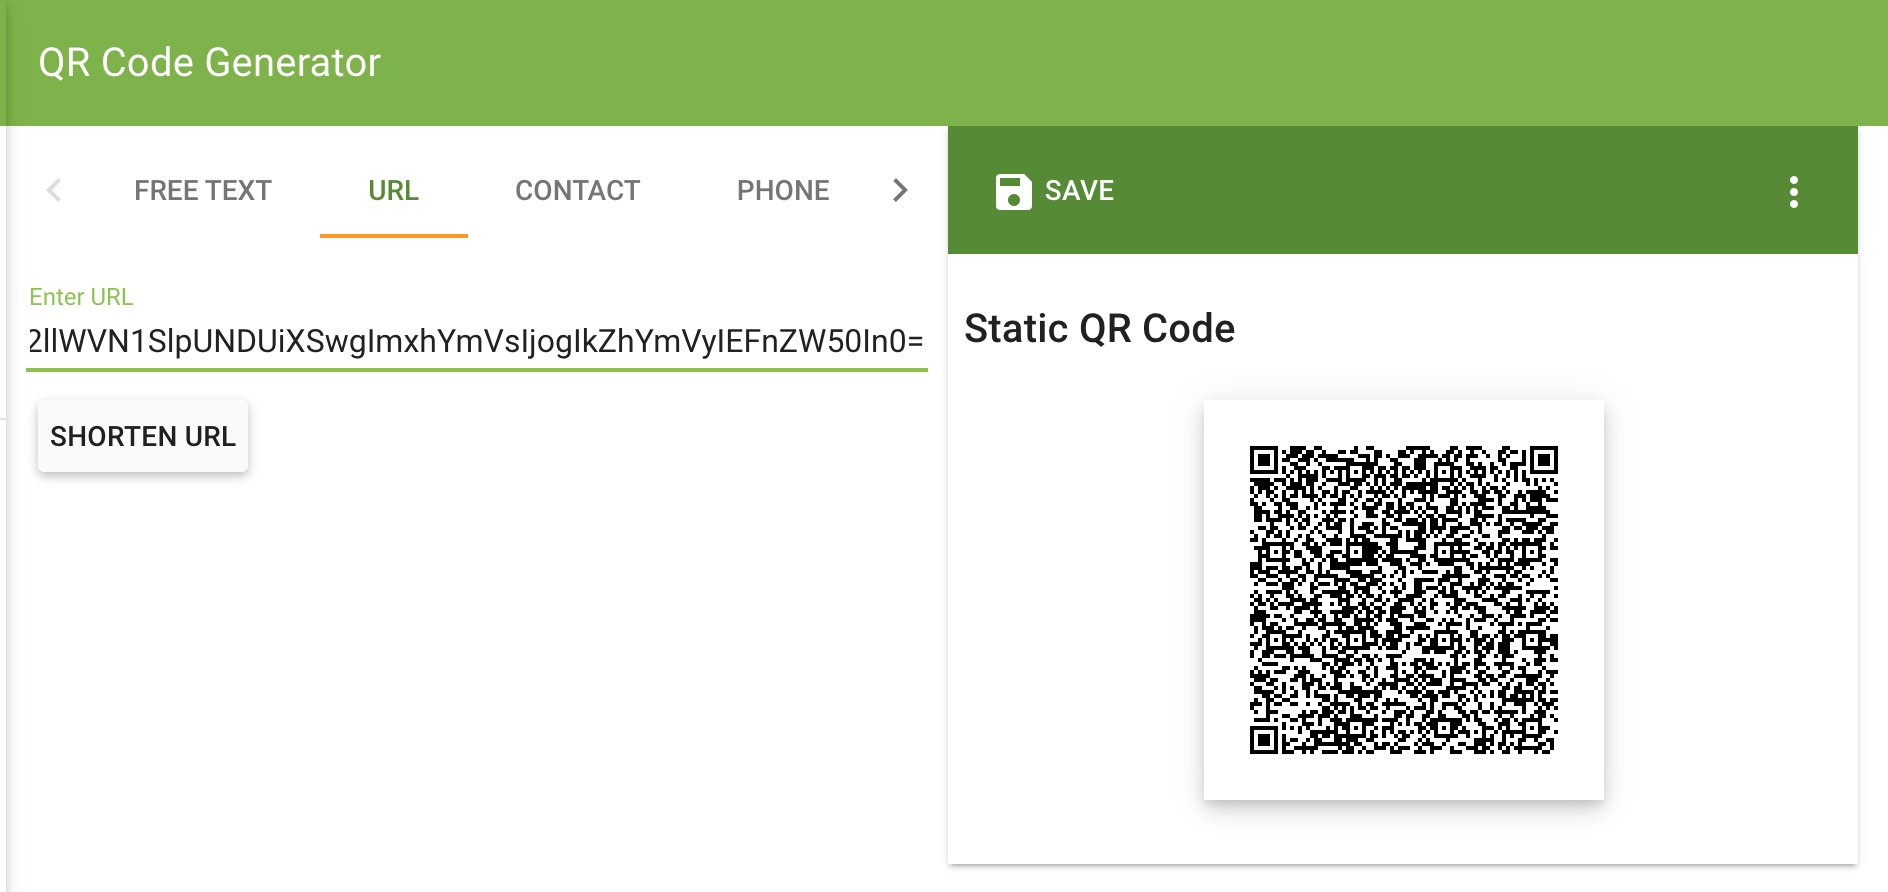 QR Code Generator
FREE TEXT
URL
CONTACT
PHONE
SAVE
Enter URL
2llWVN1SlpUNDUiXSwgImxhYmVsIjogIkZhYmVyIEFnZW50In0=
SHORTEN URL
Static QR Code